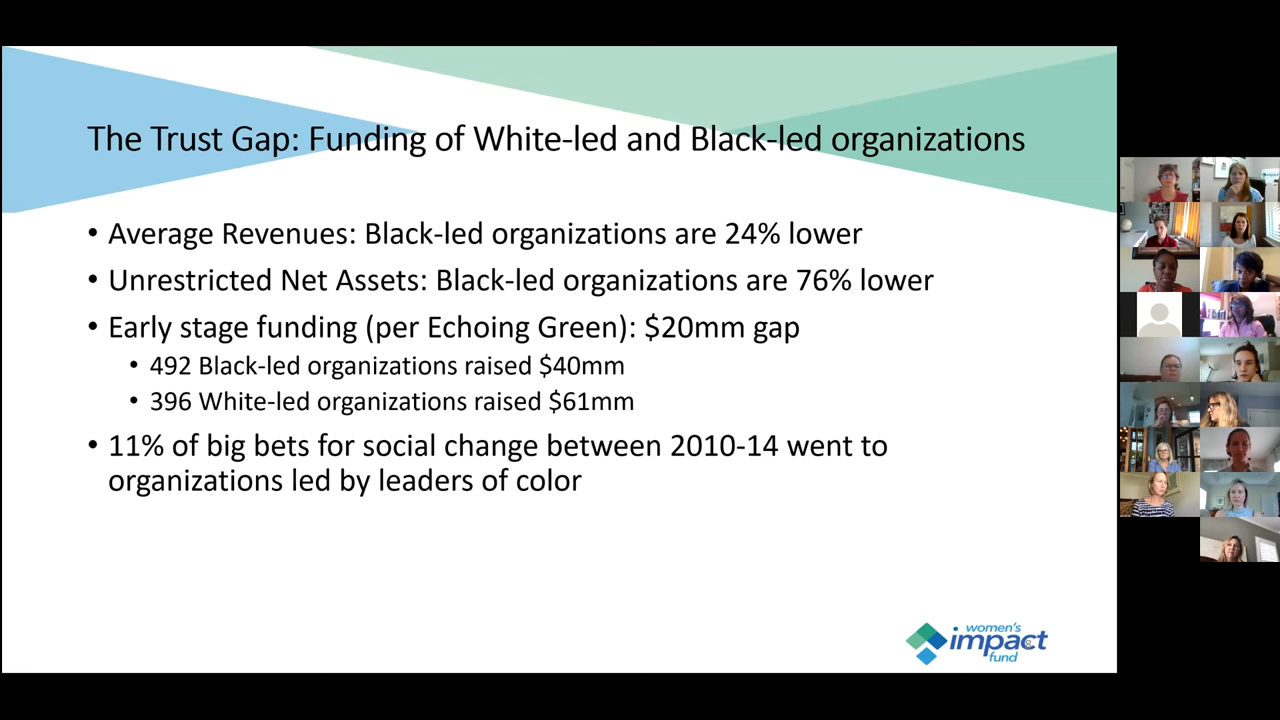 The Trust Gap: Funding of White-led and Black-led organizations
• Average Revenues: Black-led organizations are 24% lower
• Unrestricted Net Assets: Black-led organizations are 76% lower
• Early stage funding (per Echoing Green): $20mm gap
• 492 Black-led organizations raised $40mm
• 396 White-led organizations raised $61mm
• 11% of big bets for social change between 2010-14 went to
organizations led by leaders of color
women's
impact
fund
8